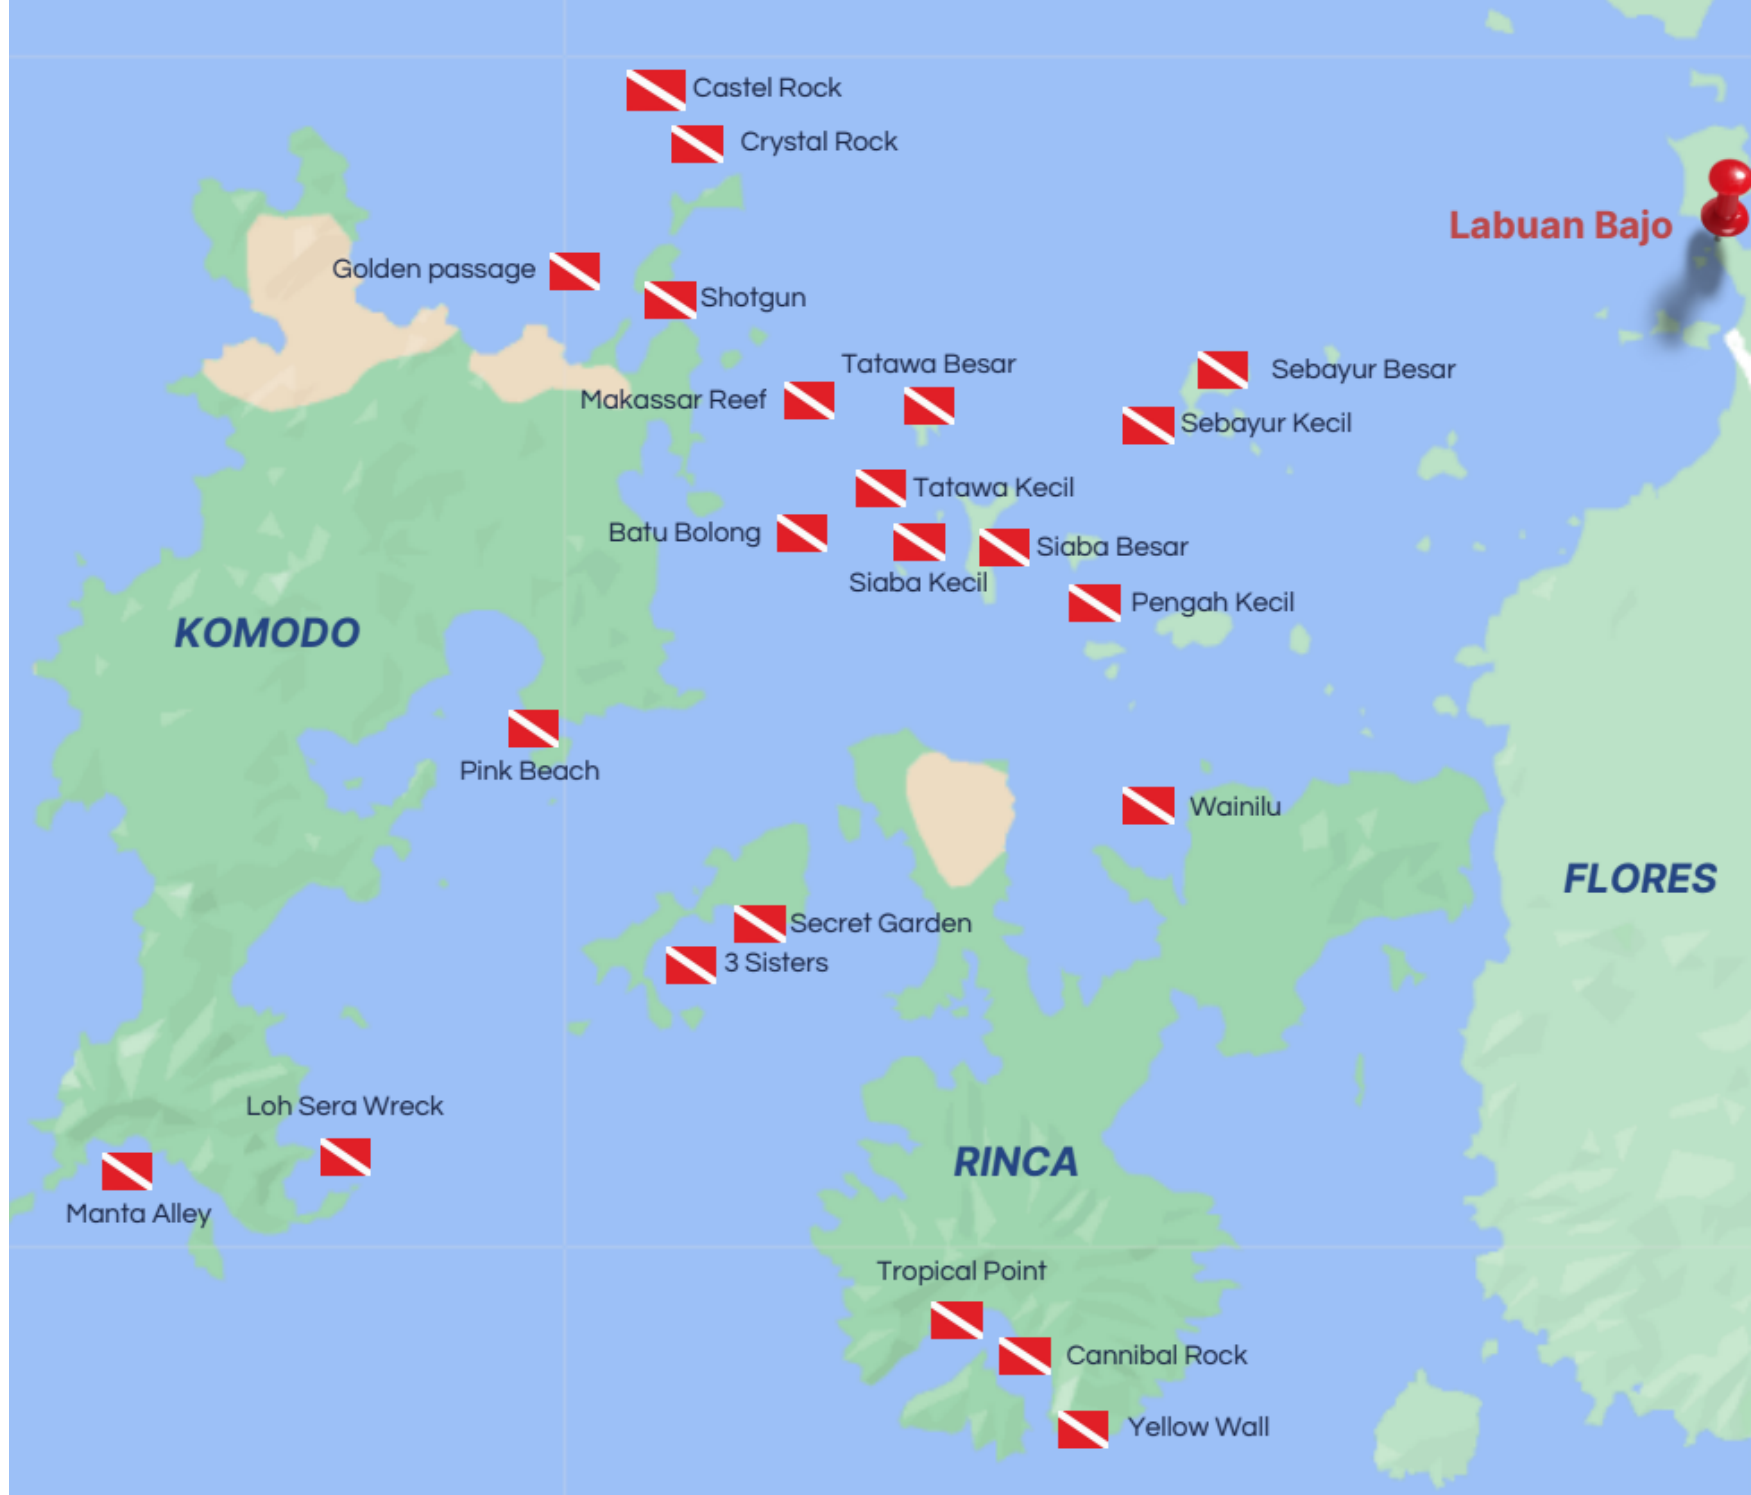 Castel Rock
Crystal Rock
Labuan Bajo
Golden passage
Shotgun
Tatawa Besar
Sebayur Besar
Makassar Reef
Sebayur Kecil
Tatawa Kecil
Batu Bolong
Siaba Besar
Siaba Kecil
Pengah Kecil
KOMODO
Pink Beach
Wainilu
FLORES
Secret Garden
3 Sisters
Loh Sera Wreck
RINCA
Manta Alley
Tropical Point
Cannibal Rock
Yellow Wall